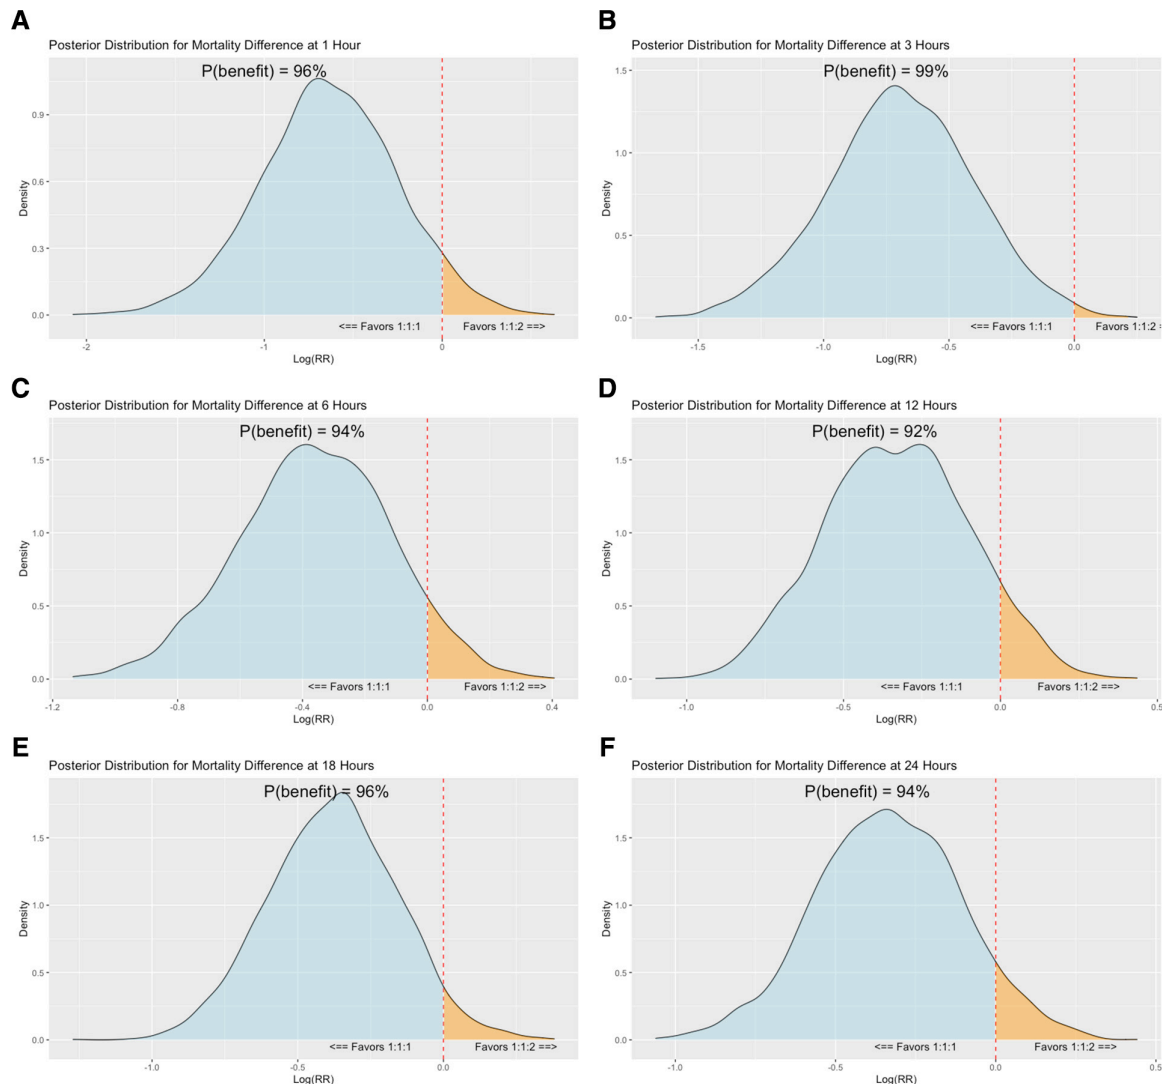 A
Posterior Distribution for Mortality Difference at 1 Hour
P(benefit) = 96%
Density
0.9
0.6
0.3
0.0
<== Favors 1:1:1
Favors 1:1:2 ==>
-2
-1
0
Log(RR)
B
Posterior Distribution for Mortality Difference at 3 Hours
P(benefit) = 99%
Density
1.5
1.0
0.5
0.0
<== Favors 1:1:1
Favors 1:1:2 =
-1.5
-1.0
-0.5
0.0
Log(RR)
C
Posterior Distribution for Mortality Difference at 6 Hours
P(benefit) = 94%
Density
1.5
1.0
0.5
0.0
<== Favors 1:1:1
Favors 1:1:2 ==>
-1.2
-0.8
-0.4
0.0
0.4
Log(RR)
D
Posterior Distribution for Mortality Difference at 12 Hours
P(benefit) = 92%
Density
1.5
1.0
0.5
0.0
<== Favors 1:1:1
Favors 1:1:2 ==>
-1.0
-0.5
0.0
0.5
Log(RR)
E
Posterior Distribution for Mortality Difference at 18 Hours
P(benefit) = 96%
Density
1.5
1.0
0.5
0.0
<== Favors 1:1:1
Favors 1:1:2 ==>
-1.0
-0.5
0.0
Log(RR)
F
Posterior Distribution for Mortality Difference at 24 Hours
P(benefit) = 94%
Density
1.5
1.0
0.5
0.0
<== Favors 1:1:1
Favors 1:1:2 ==>
-1.0
-0.5
0.0
0.5
Log(RR)